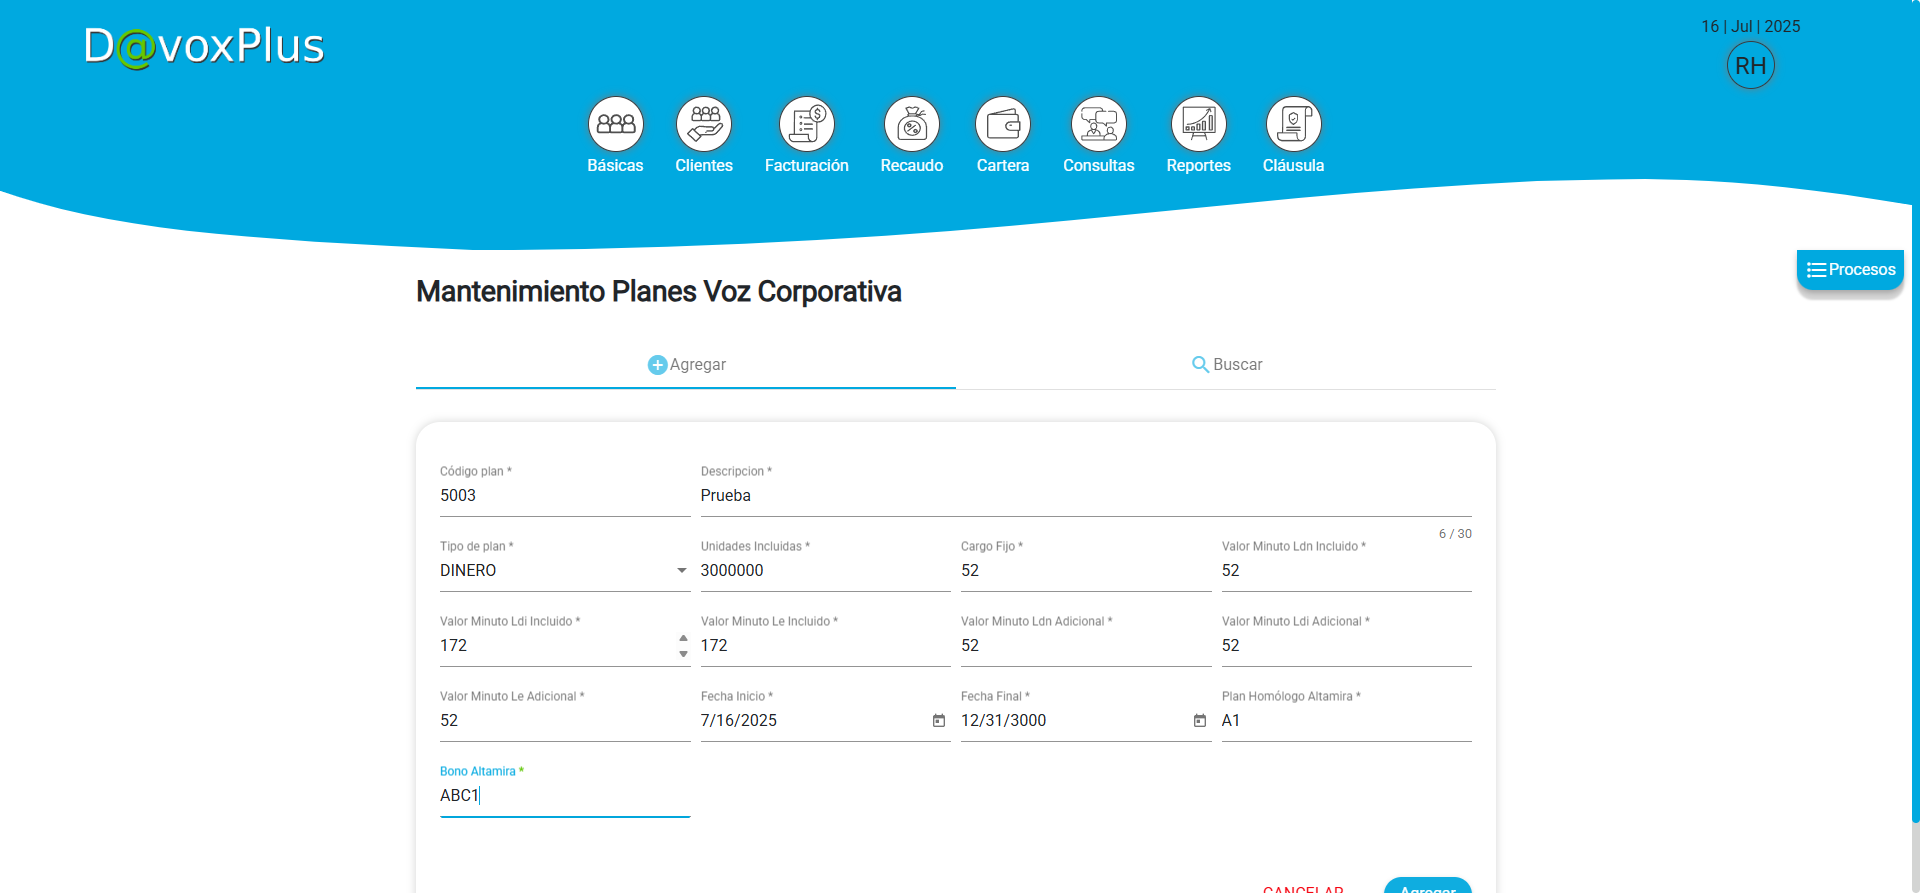 D@voxPlus
16 | Jul | 2025
RH
Básicas Clientes Facturación Recaudo Cartera Consultas Reportes Cláusula
Procesos
Mantenimiento Planes Voz Corporativa
Agregar Buscar
Código plan * Descripcion *
5003 Prueba
6 / 30
Tipo de plan * Unidades Incluidas * Cargo Fijo * Valor Minuto Ldn Incluido *
DINERO 3000000 52 52
Valor Minuto Ldi Incluido * Valor Minuto Le Incluido * Valor Minuto Ldn Adicional * Valor Minuto Ldi Adicional *
172 172 52 52
Valor Minuto Le Adicional * Fecha Inicio * Fecha Final * Plan Homólogo Altamira *
52 7/16/2025 12/31/3000 A1
Bono Altamira *
ABC1
CANCELAR Agregar